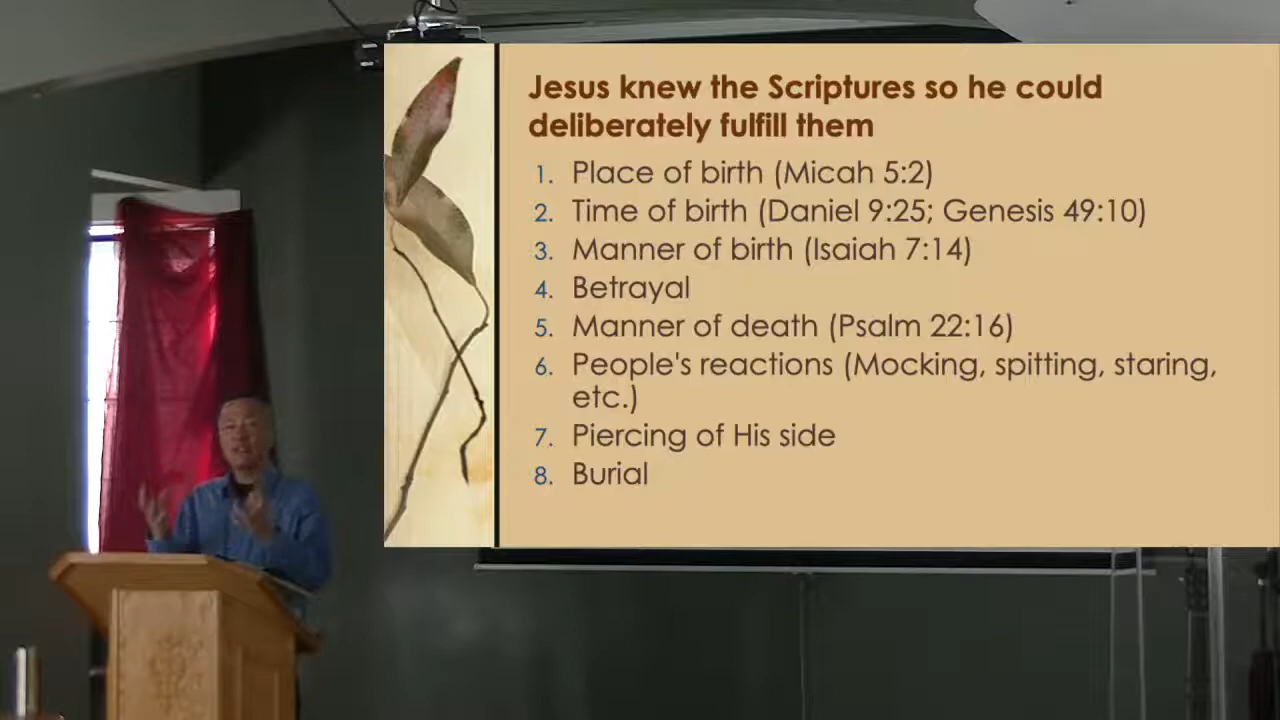 Jesus knew the Scriptures so he could
deliberately fulfill them
1. Place of birth (Micah 5:2)
2. Time of birth (Daniel 9:25; Genesis 49:10)
3. Manner of birth (Isaiah 7:14)
4. Betrayal
5. Manner of death (Psalm 22:16)
6. People's reactions (Mocking, spitting, staring,
etc.)
7. Piercing of His side
8. Burial